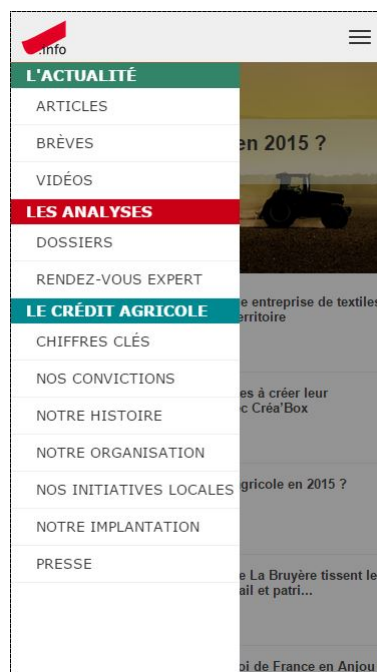 .info
L'ACTUALITÉ
ARTICLES
BRÈVES
VIDÉOS
LES ANALYSES
DOSSIERS
RENDEZ-VOUS EXPERT
LE CRÉDIT AGRICOLE
CHIFFRES CLÉS
NOS CONVICTIONS
NOTRE HISTOIRE
NOTRE ORGANISATION
NOS INITIATIVES LOCALES
NOTRE IMPLANTATION
PRESSE
en 2015 ?
e entreprise de textiles
erritoire
es à créer leur
c Créa'Box
gricole en 2015 ?
e La Bruyère tissent le
ail et patri...
oi de France en Anjou